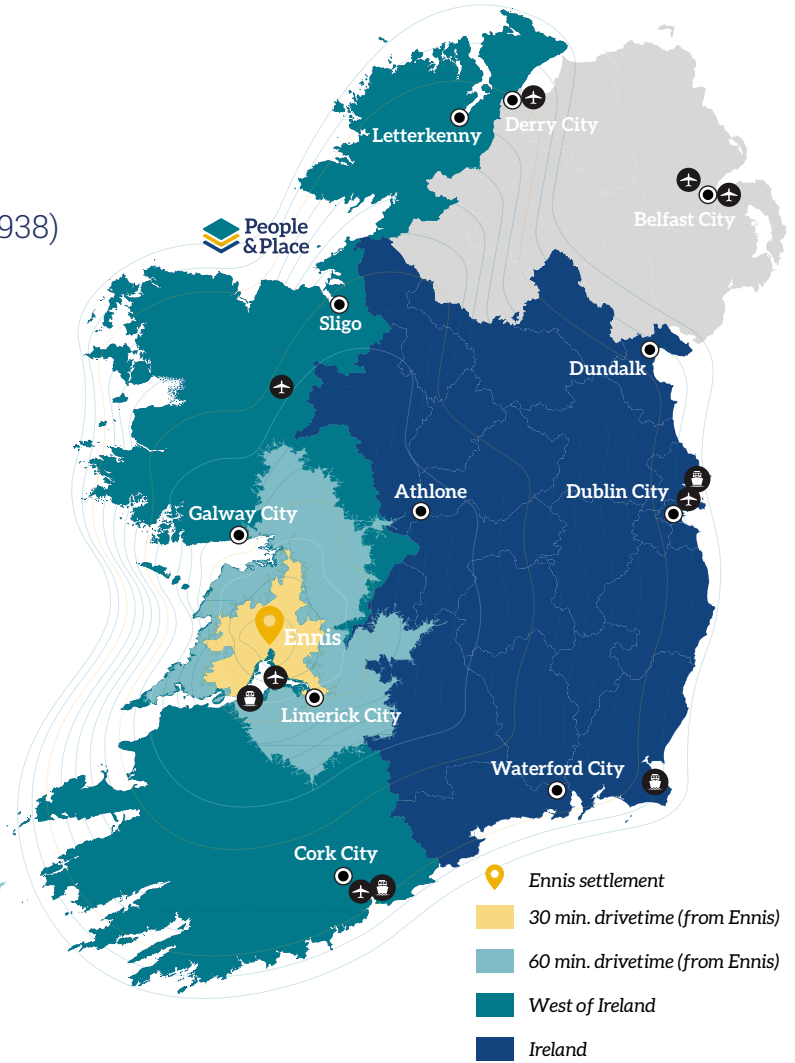 938)
People
& Place
Letterkenny
Derry City
Belfast City
Sligo
Dundalk
Athlone
Dublin City
Galway City
Ennis
Limerick City
Waterford City
Cork City
Ennis settlement
30 min. drivetime (from Ennis)
60 min. drivetime (from Ennis)
West of Ireland
Ireland